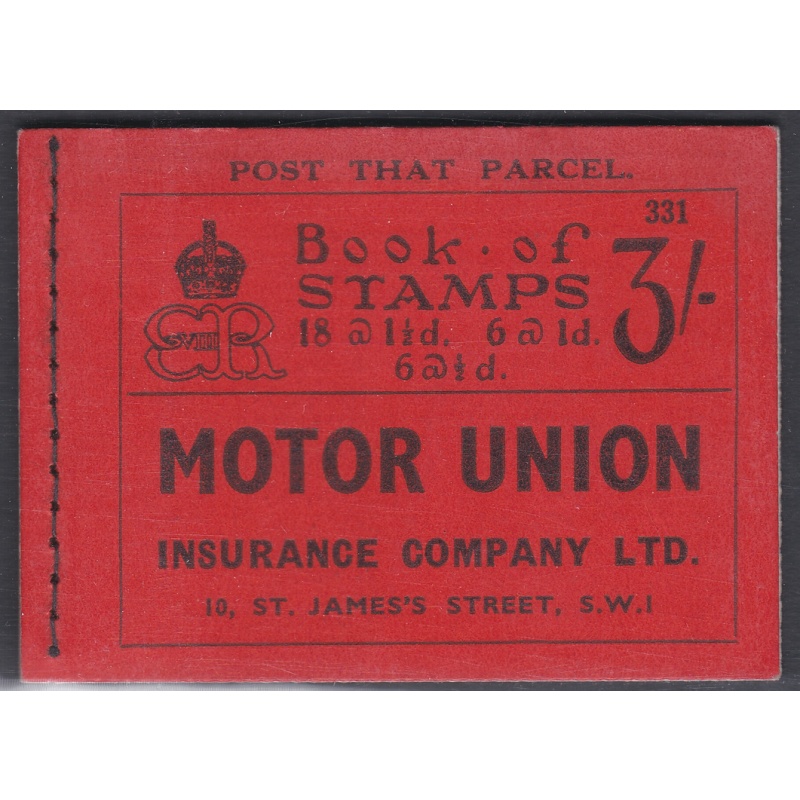 POST THAT PARCEL.
331
Book · of
STAMPS
3/-
18 @ 1½d. 6 @ 1d.
6 @ ½d.
EVIIIR
MOTOR UNION
INSURANCE COMPANY LTD.
10, ST. JAMES'S STREET, S.W.1